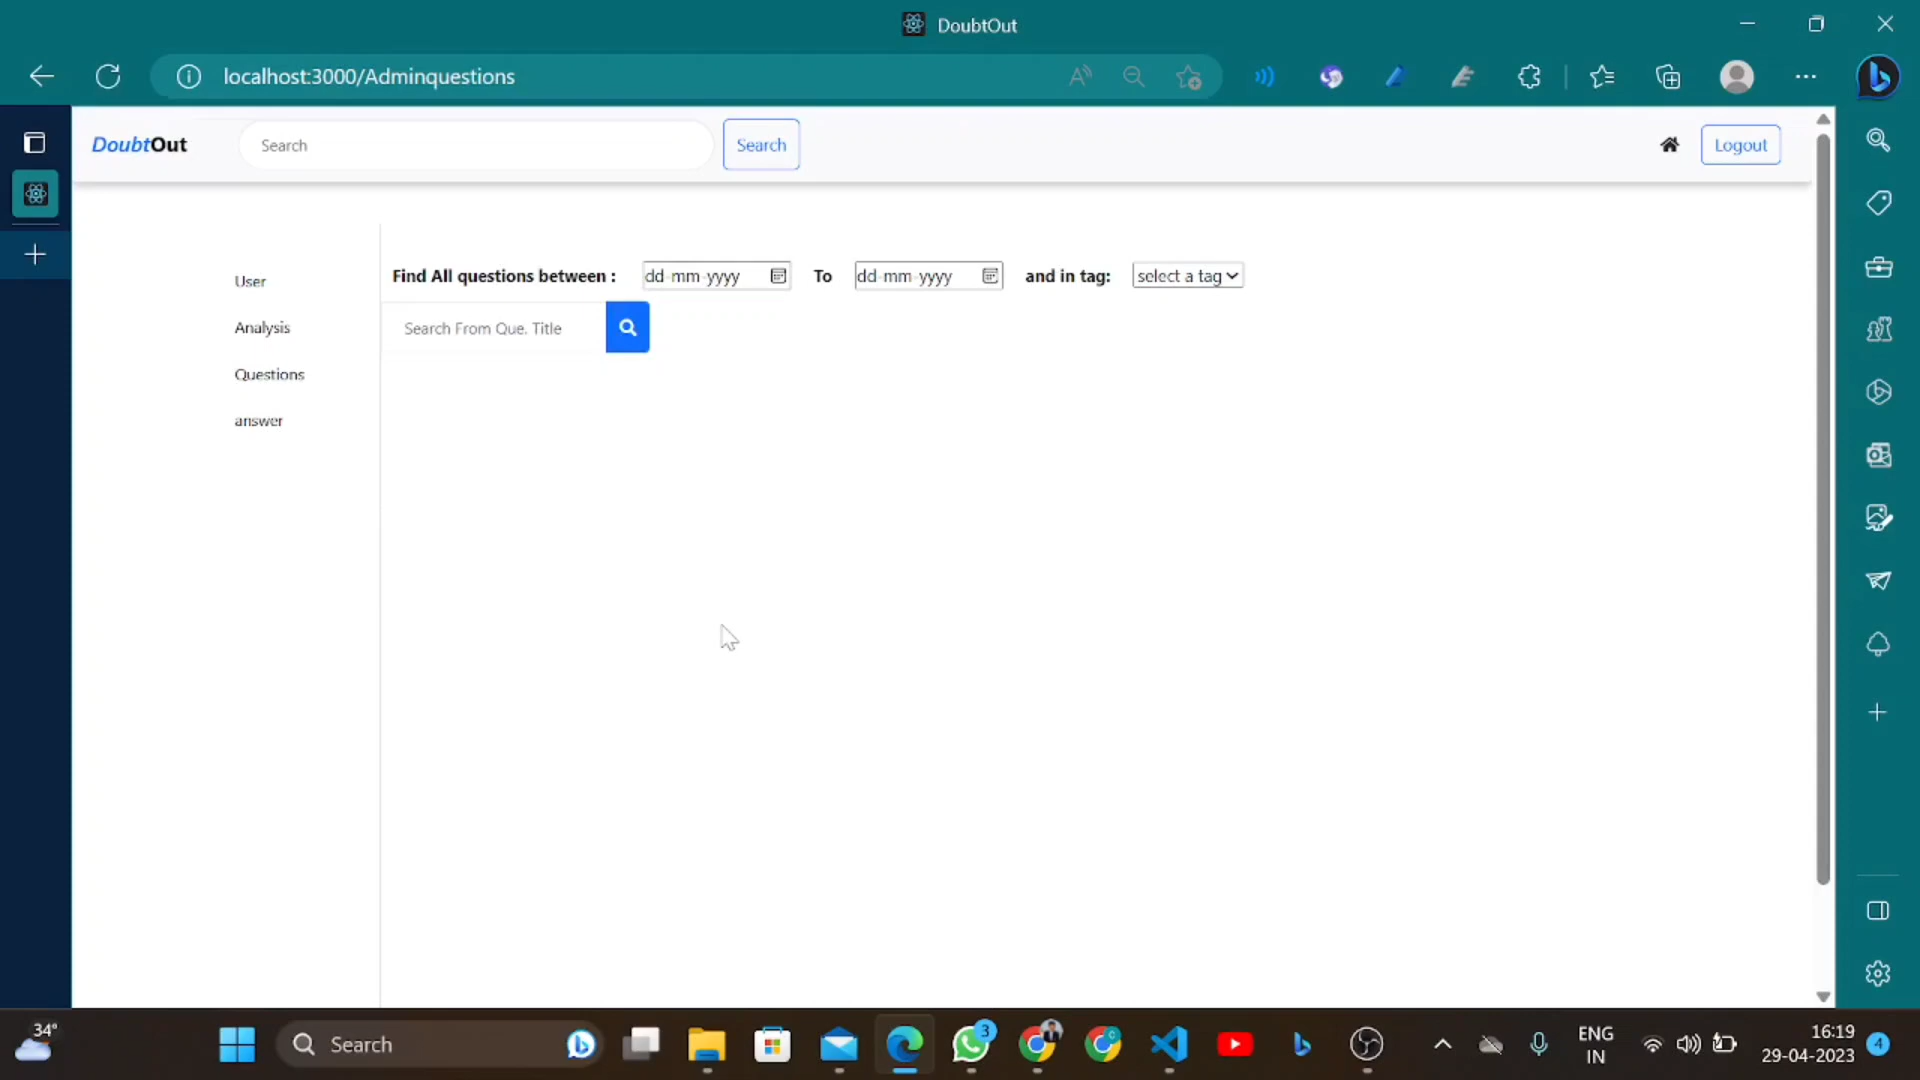 DoubtOut
localhost:3000/Adminquestions
DoubtOut Search Search Logout
User
Analysis
Questions
answer
Find All questions between : dd-mm-yyyy To dd-mm-yyyy and in tag: select a tag
Search From Que. Title
34°
Search
3
ENG
IN
16:19
29-04-2023
4